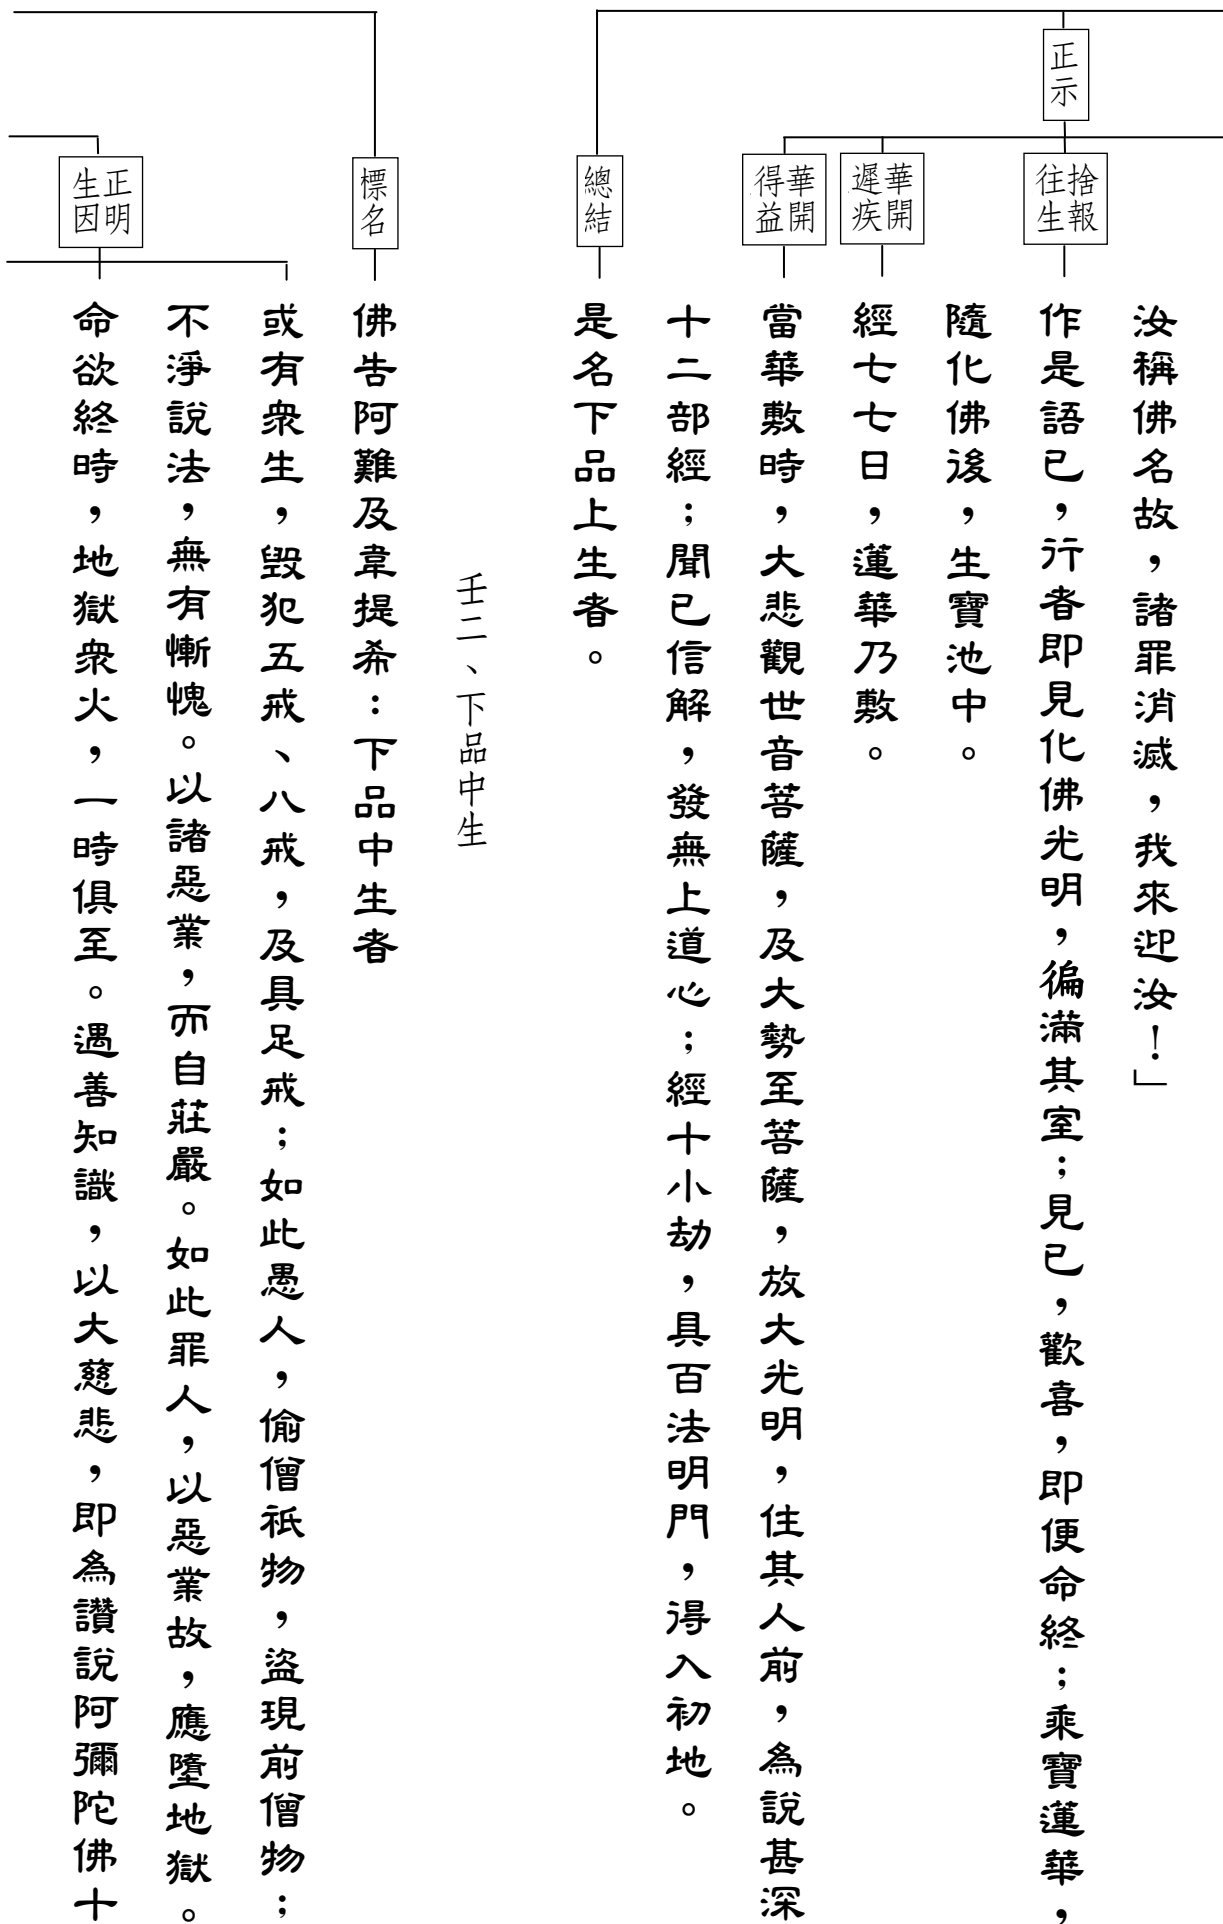 正示
汝稱佛名故，諸罪消滅，我來迎汝！」
捨報往生
作是語已，行者即見化佛光明，徧滿其室；見已，歡喜，即便命終；乘寶蓮華，
隨化佛後，生寶池中。
華開遲疾
經七七日，蓮華乃敷。
華開得益
當華敷時，大悲觀世音菩薩，及大勢至菩薩，放大光明，住其人前，為說甚深
十二部經；聞已信解，發無上道心；經十小劫，具百法明門，得入初地。
總結
是名下品上生者。
壬二、下品中生
標名
佛告阿難及韋提希：下品中生者
正明生因
或有眾生，毀犯五戒、八戒，及具足戒；如此愚人，偷僧祇物，盜現前僧物；
不淨說法，無有慚愧。以諸惡業，而自莊嚴。如此罪人，以惡業故，應墮地獄。
命欲終時，地獄眾火，一時俱至。遇善知識，以大慈悲，即為讚說阿彌陀佛十